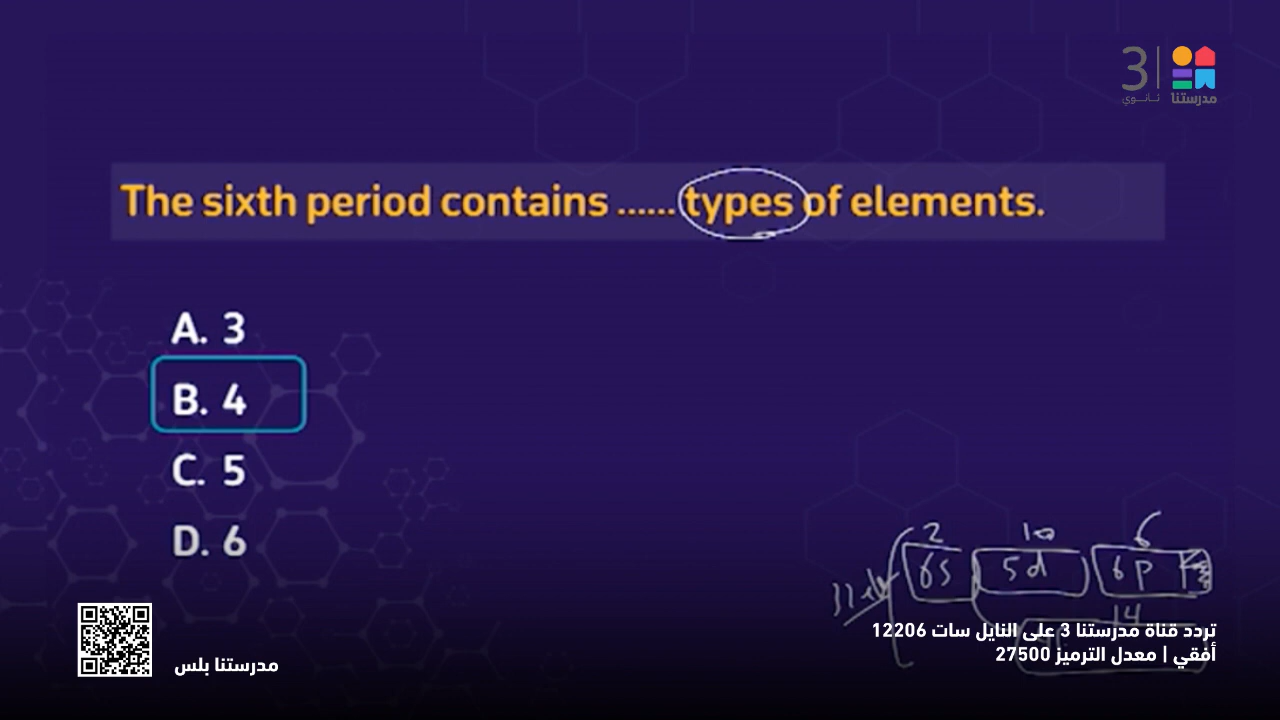 3
ثانوي
مدرستنا
The sixth period contains ...... types of elements.
A. 3
B. 4
C. 5
D. 6
2 10 6
6s 5d 6p
14
تردد قناة مدرستنا 3 على النايل سات 12206
أفقي | معدل الترميز 27500
مدرستنا بلس